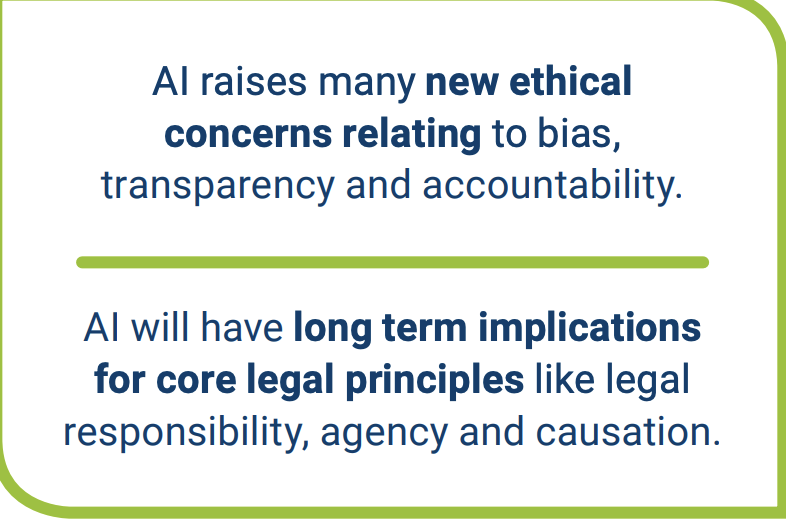 AI raises many new ethical
concerns relating to bias,
transparency and accountability.
AI will have long term implications
for core legal principles like legal
responsibility, agency and causation.